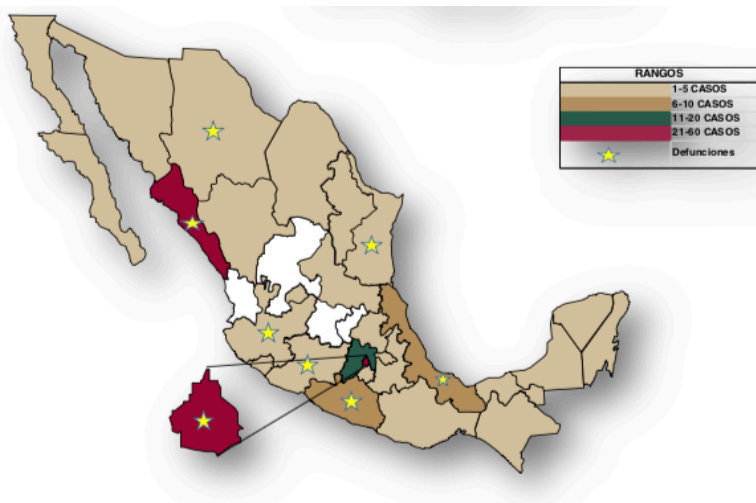 RANGOS
1-5 CASOS
6-10 CASOS
11-20 CASOS
21-60 CASOS
Defunciones